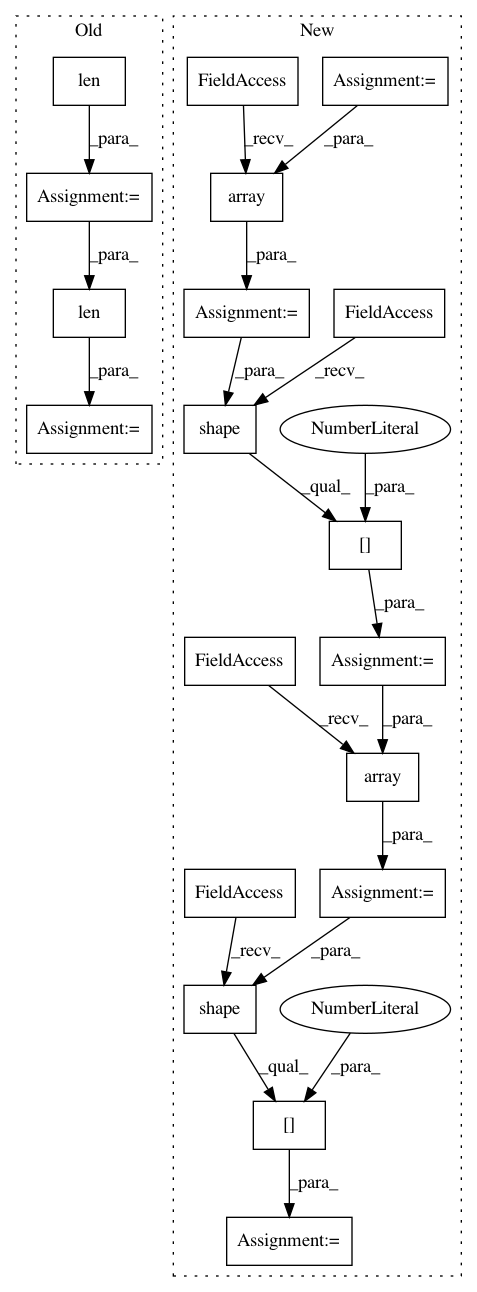 Old
New
len
FieldAccess
Assignment:=
_para_
_recv_
_para_
Assignment:=
array
_para_
_para_
len
Assignment:=
FieldAccess
_para_
_para_
_recv_
Assignment:=
shape
NumberLiteral
_qual_
_para_
[]
_para_
FieldAccess
Assignment:=
_recv_
_para_
array
_para_
FieldAccess
Assignment:=
_recv_
_para_
shape
NumberLiteral
_qual_
_para_
[]
_para_
Assignment:=